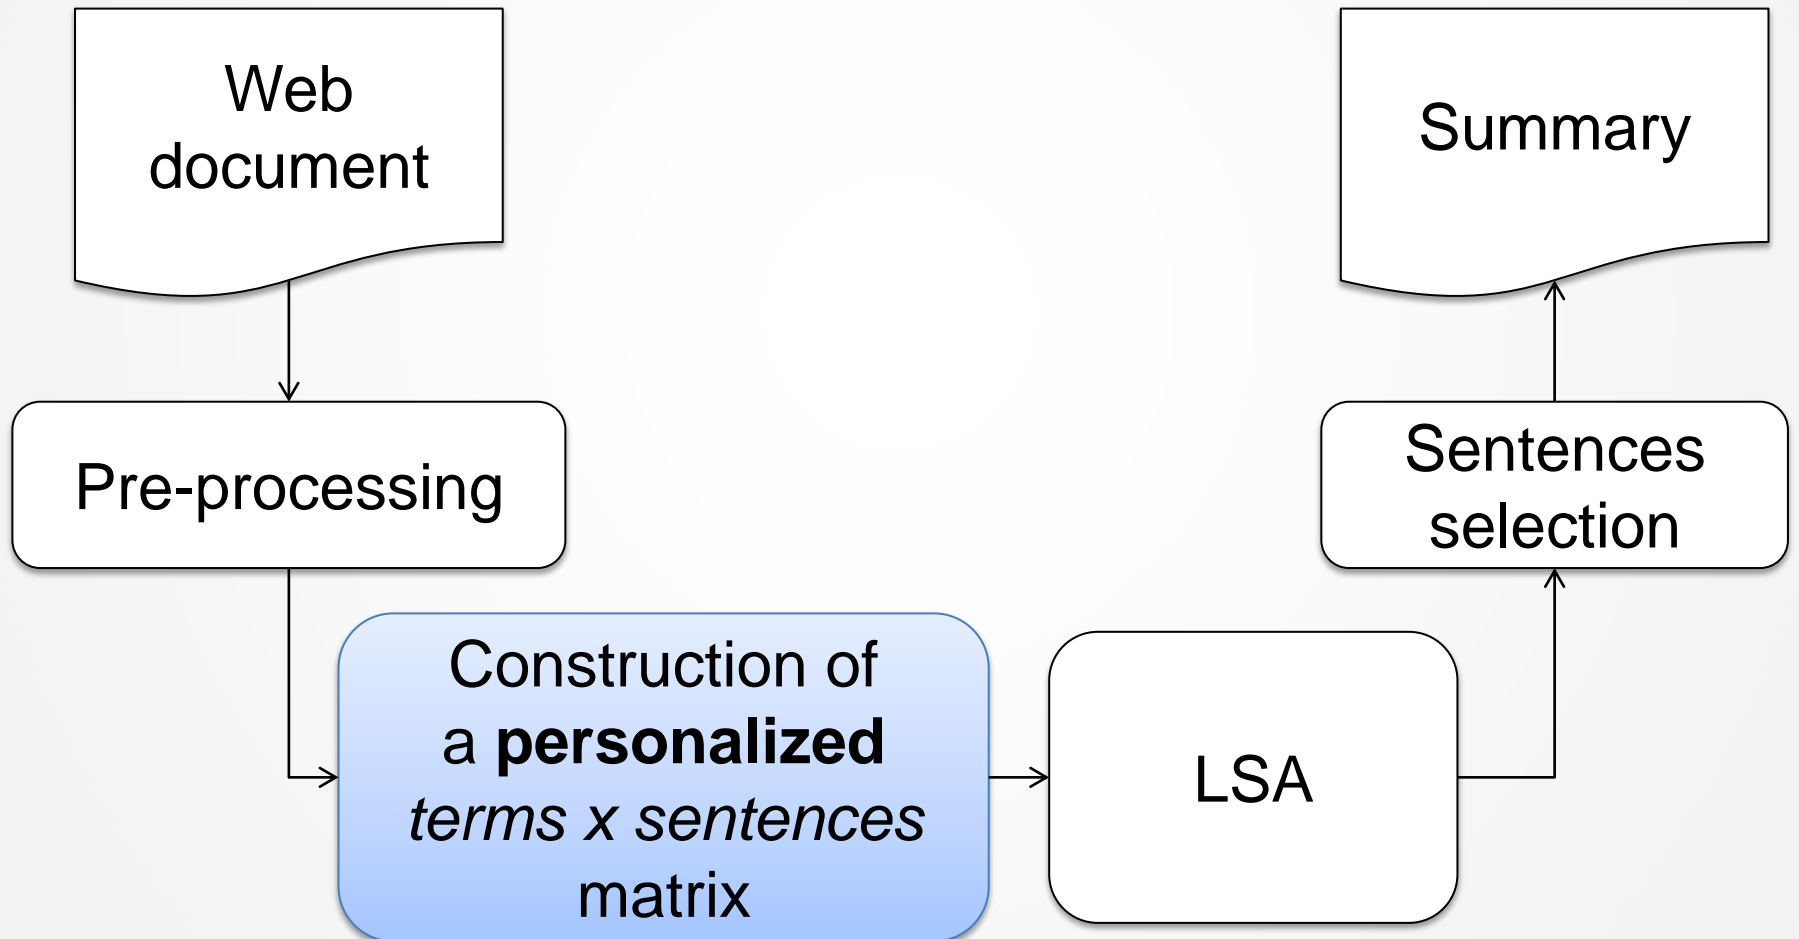 Web
document
Pre-processing
Construction of
a personalized
terms x sentences
matrix
LSA
Sentences
selection
Summary